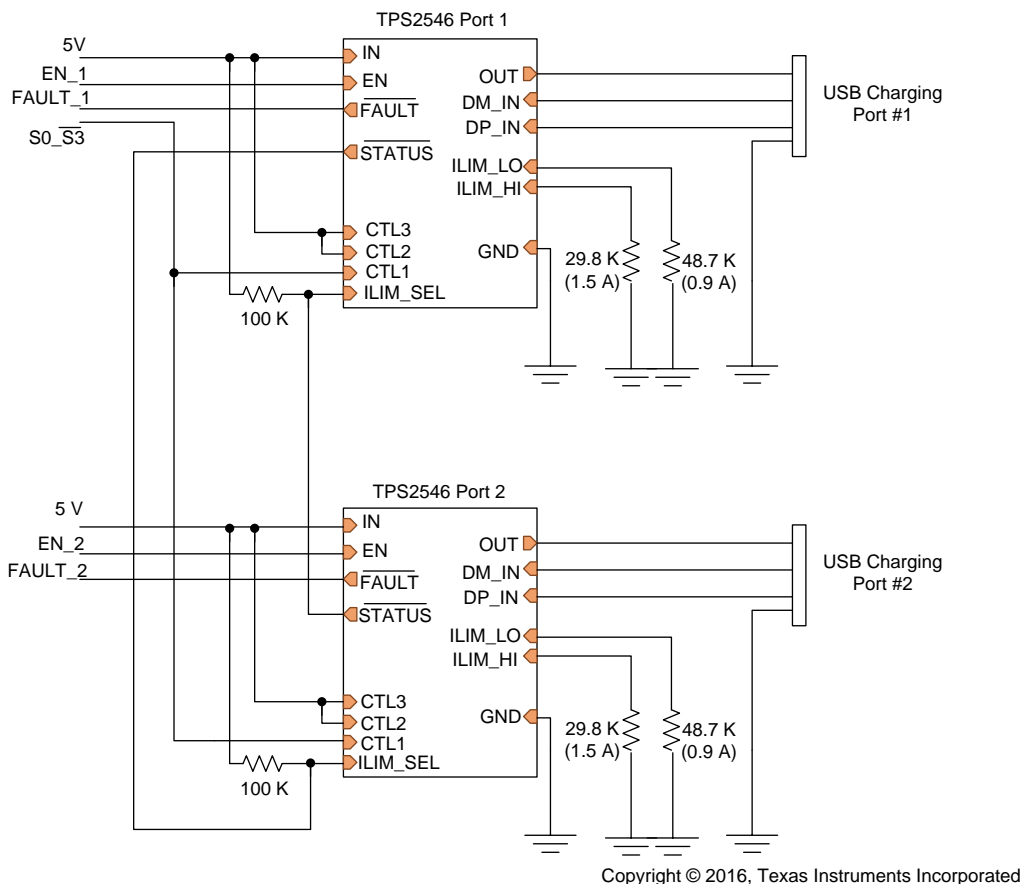 TPS2546 Port 1
5V
EN_1
FAULT_1
S0_S3
IN
EN
FAULT
STATUS
CTL3
CTL2
CTL1
ILIM_SEL
100 K
OUT
DM_IN
DP_IN
ILIM_LO
ILIM_HI
GND
29.8 K
(1.5 A)
48.7 K
(0.9 A)
USB Charging
Port #1
TPS2546 Port 2
5 V
EN_2
FAULT_2
IN
EN
FAULT
STATUS
CTL3
CTL2
CTL1
ILIM_SEL
100 K
OUT
DM_IN
DP_IN
ILIM_LO
ILIM_HI
GND
29.8 K
(1.5 A)
48.7 K
(0.9 A)
USB Charging
Port #2
Copyright © 2016, Texas Instruments Incorporated